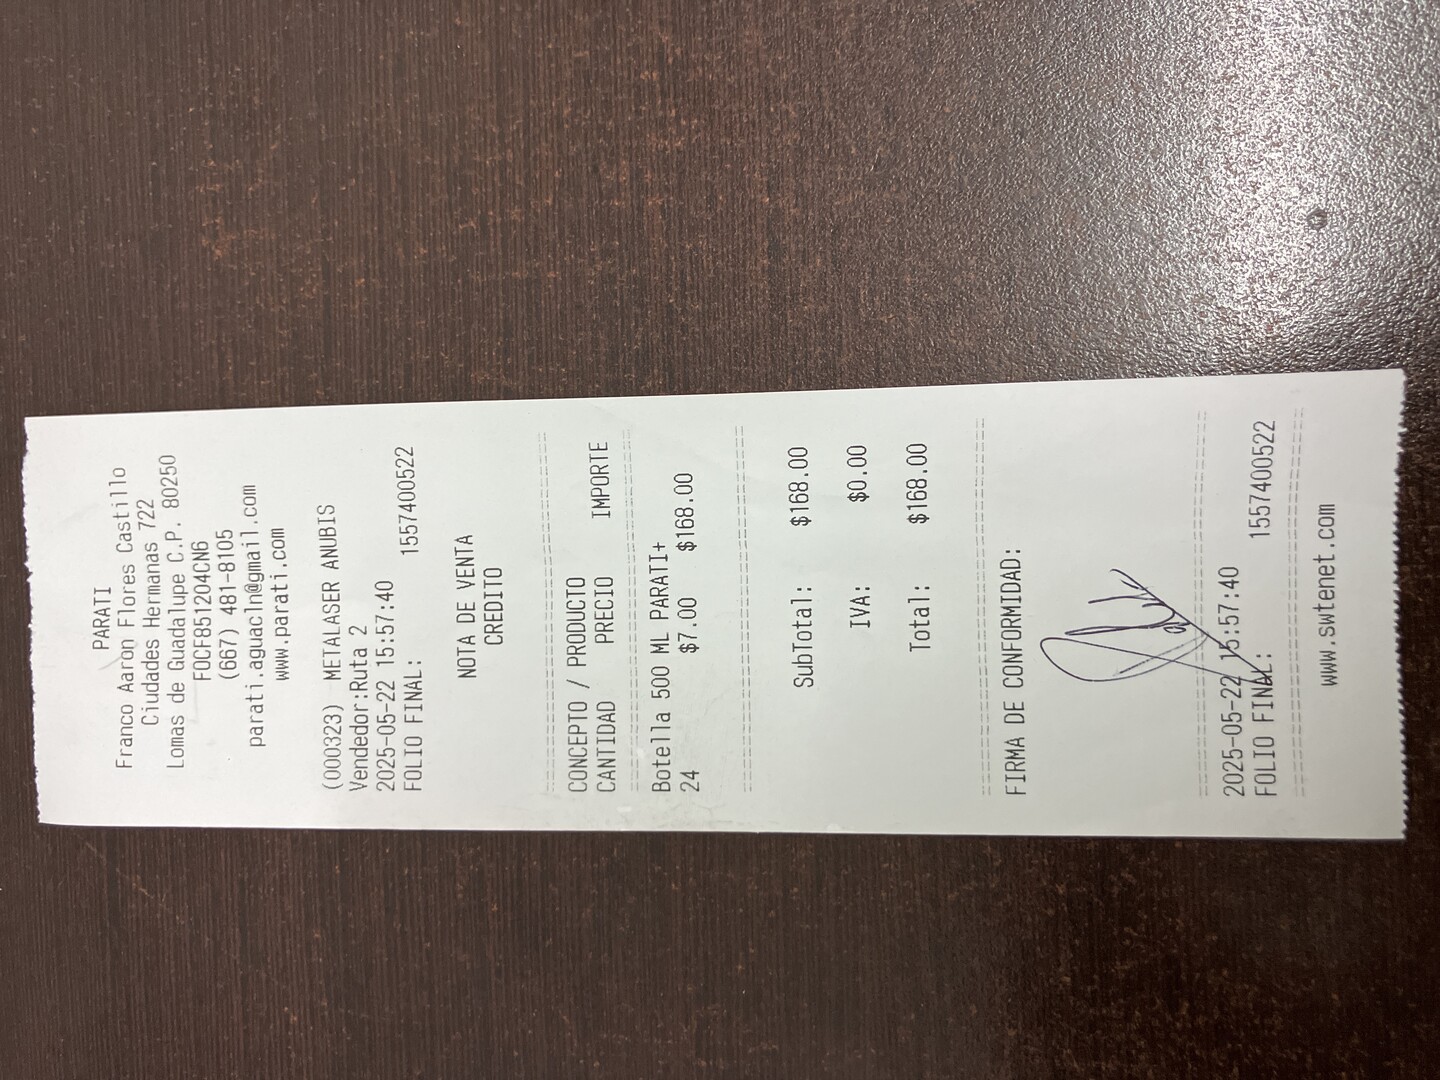 PARATI
Franco Aaron Flores Castillo
Ciudades Hermanas 722
Lomas de Guadalupe C.P. 80250
FOCF851204CN6
(667) 481-8105
parati.aguacln@gmail.com
www.parati.com
(000323) METALASER ANUBIS
Vendedor:Ruta 2
2025-05-22 15:57:40
FOLIO FINAL: 1557400522
NOTA DE VENTA
CREDITO
CONCEPTO / PRODUCTO
CANTIDAD PRECIO IMPORTE
Botella 500 ML PARATI+
24 $7.00 $168.00
SubTotal: $168.00
IVA: $0.00
Total: $168.00
FIRMA DE CONFORMIDAD:
2025-05-22 15:57:40
FOLIO FINAL: 1557400522
www.swtenet.com